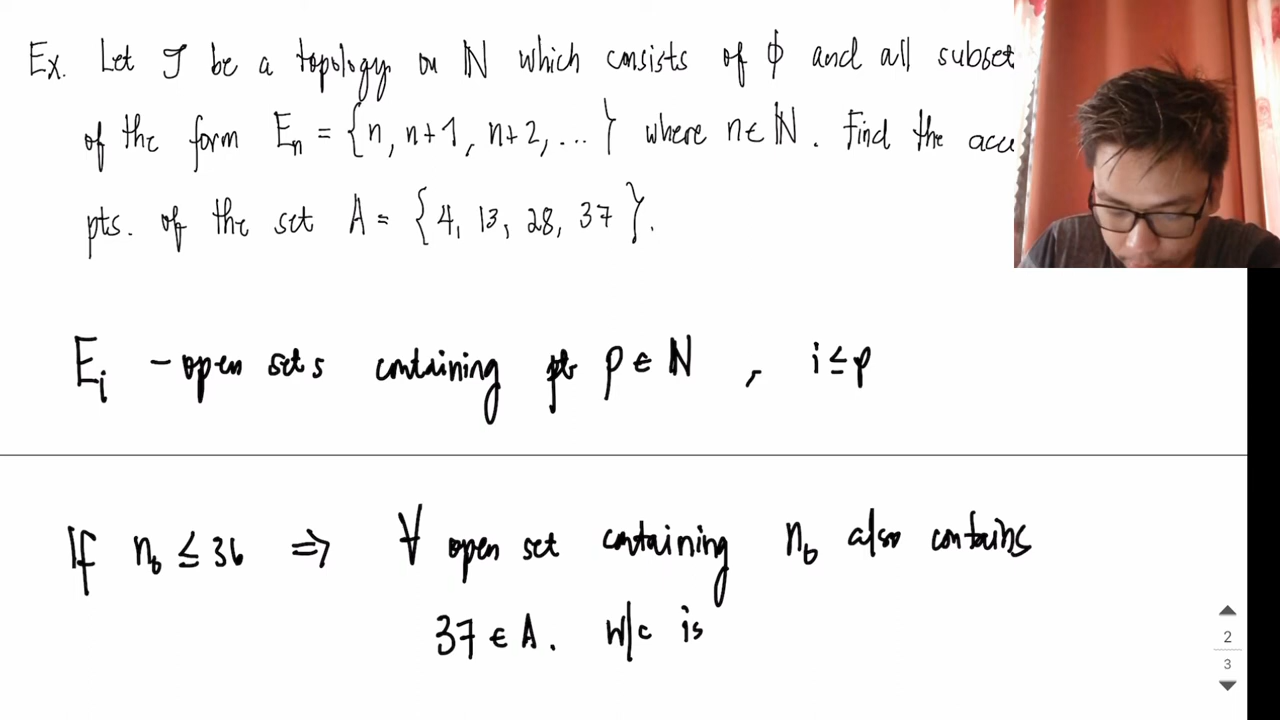 Ex. Let 𝒯 be a topology on ℕ which consists of ϕ and all subset
of the form Eₙ = {n, n+1, n+2, ...} where n∈ℕ. Find the
pts. of the set A = {4, 13, 28, 37}.
Eᵢ - open sets containing pt p∈ℕ, i≤p
If n₀ ≤ 36 ⇒ ∀ open set containing n₀ also contains
37∈A. w/c is
2
3